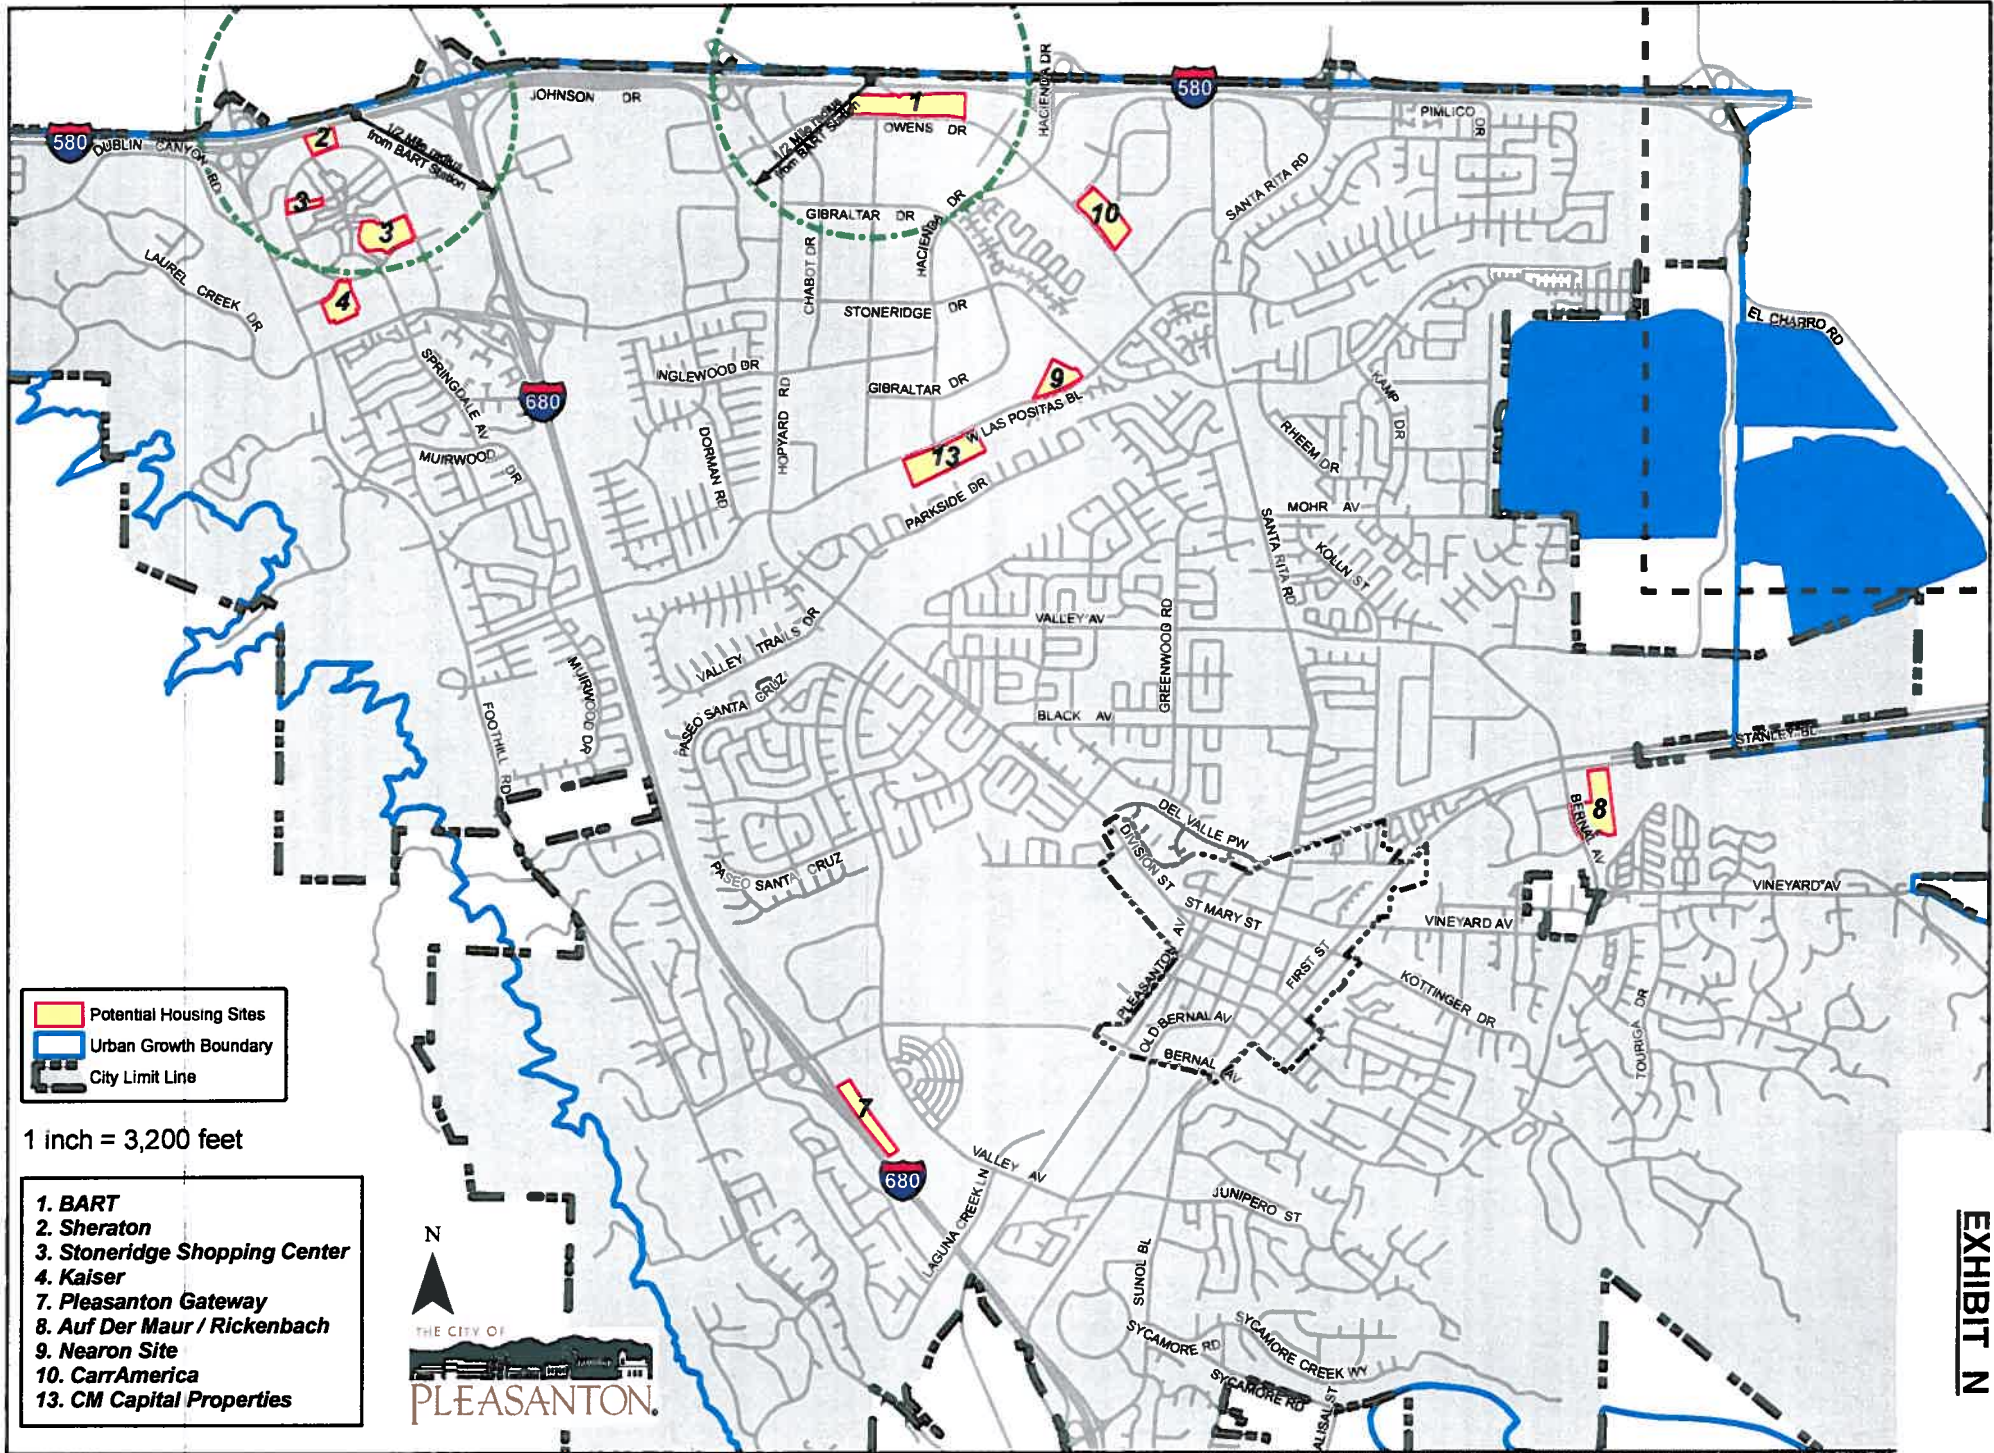 580
DUBLIN CANYON RD
2
3
3
4
1/2 Mile radius
from BART Station
JOHNSON DR
1/2 Mile radius
from BART Station
1
OWENS DR
HACIENDA DR
580
PIMLICO DR
SANTA RITA RD
10
GIBRALTAR DR
HACIENDA DR
CHABOT DR
STONERIDGE DR
LAUREL CREEK DR
EL CHARRO RD
SPRINGDALE AV
680
INGLEWOOD DR
HOPYARD RD
GIBRALTAR DR
9
W LAS POSITAS BL
KAMP DR
MUIRWOOD DR
DORMAN RD
13
PARKSIDE DR
RHEEM DR
MOHR AV
SANTA RITA RD
KOLLN ST
VALLEY TRAILS DR
VALLEY AV
GREENWOOD RD
MUIRWOOD DR
PASEO SANTA CRUZ
BLACK AV
FOOTHILL RD
STANLEY BL
8
BERNAL AV
DEL VALLE PW
DIVISION ST
PASEO SANTA CRUZ
ST MARY ST
VINEYARD AV
VINEYARD AV
PLEASANTON AV
FIRST ST
KOTTINGER DR
OLD BERNAL AV
BERNAL AV
TOURIGA DR
7
680
VALLEY AV
LAGUNA CREEK LN
JUNIPERO ST
SUNOL BL
SYCAMORE RD
SYCAMORE CREEK WY
SYCAMORE RD
ALISAL ST
Potential Housing Sites
Urban Growth Boundary
City Limit Line
1 inch = 3,200 feet
1. BART
2. Sheraton
3. Stoneridge Shopping Center
4. Kaiser
7. Pleasanton Gateway
8. Auf Der Maur / Rickenbach
9. Nearon Site
10. CarrAmerica
13. CM Capital Properties
N
THE CITY OF
PLEASANTON.
EXHIBIT N